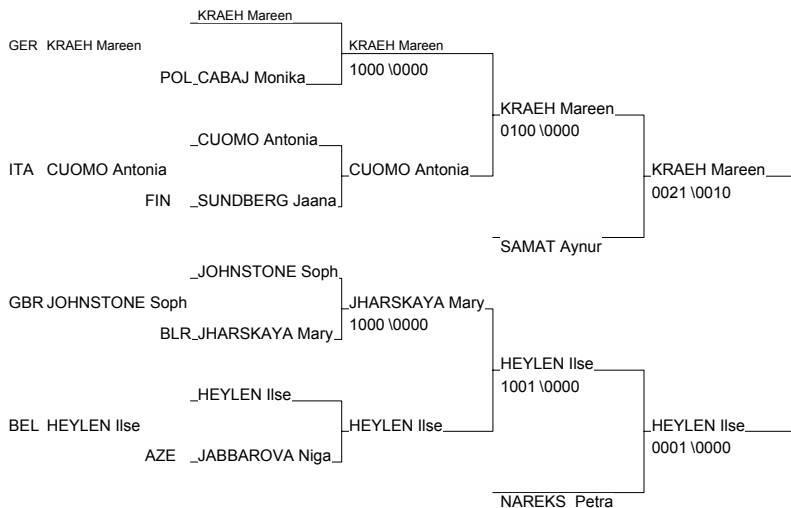 KRAEH Mareen
GER KRAEH Mareen KRAEH Mareen
POL CABAJ Monika 1000 \0000
KRAEH Mareen
0100 \0000
CUOMO Antonia
ITA CUOMO Antonia CUOMO Antonia KRAEH Mareen
0021 \0010
FIN SUNDBERG Jaana
SAMAT Aynur
JOHNSTONE Soph
GBR JOHNSTONE Soph JHARSKAYA Mary
1000 \0000
BLR JHARSKAYA Mary
HEYLEN Ilse
1001 \0000
HEYLEN Ilse
BEL HEYLEN Ilse HEYLEN Ilse HEYLEN Ilse
0001 \0000
AZE JABBAROVA Niga
NAREKS Petra